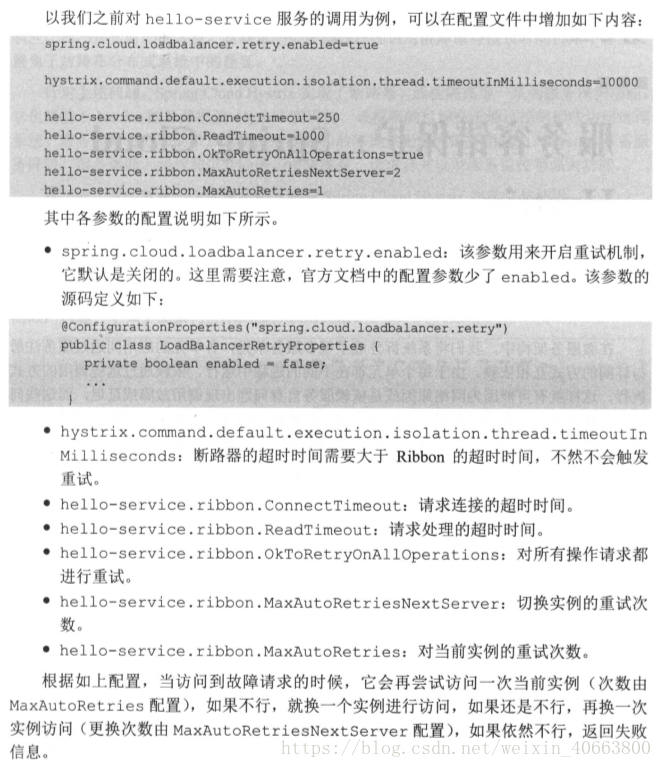 以我们之前对 hello-service 服务的调用为例，可以在配置文件中增加如下内容：
spring.cloud.loadbalancer.retry.enabled=true
hystrix.command.default.execution.isolation.thread.timeoutInMilliseconds=10000
hello-service.ribbon.ConnectTimeout=250
hello-service.ribbon.ReadTimeout=1000
hello-service.ribbon.OkToRetryOnAllOperations=true
hello-service.ribbon.MaxAutoRetriesNextServer=2
hello-service.ribbon.MaxAutoRetries=1
其中各参数的配置说明如下所示。
● spring.cloud.loadbalancer.retry.enabled：该参数用来开启重试机制，
它默认是关闭的。这里需要注意，官方文档中的配置参数少了 enabled。该参数的
源码定义如下：
@ConfigurationProperties("spring.cloud.loadbalancer.retry")
public class LoadBalancerRetryProperties {
private boolean enabled = false;
...
}
● hystrix.command.default.execution.isolation.thread.timeoutIn
Milliseconds：断路器的超时时间需要大于 Ribbon 的超时时间，不然不会触发
重试。
● hello-service.ribbon.ConnectTimeout：请求连接的超时时间。
● hello-service.ribbon.ReadTimeout：请求处理的超时时间。
● hello-service.ribbon.OkToRetryOnAllOperations：对所有操作请求都
进行重试。
● hello-service.ribbon.MaxAutoRetriesNextServer：切换实例的重试次
数。
● hello-service.ribbon.MaxAutoRetries：对当前实例的重试次数。
根据如上配置，当访问到故障请求的时候，它会再尝试访问一次当前实例（次数由
MaxAutoRetries 配置），如果不行，就换一个实例进行访问，如果还是不行，再换一次
实例访问（更换次数由 MaxAutoRetriesNextServer 配置），如果依然不行，返回失败
信息。
https://blog.csdn.net/weixin_40663800